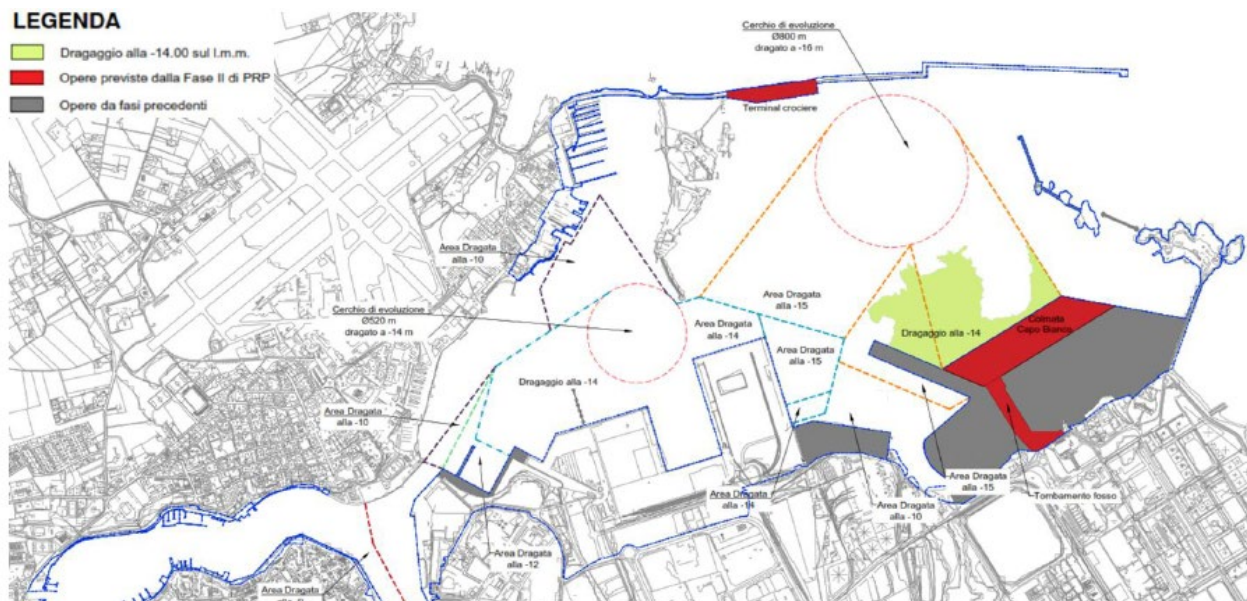 LEGENDA
Dragaggio alla -14.00 sul l.m.m.
Opere previste dalla Fase II di PRP
Opere da fasi precedenti
Cerchio di evoluzione
Ø800 m
dragato a -16 m
Terminal crociere
Area Dragata
alla -10
Cerchio di evoluzione
Ø520 m
dragato a -14 m
Area Dragata
alla -15
Area Dragata
alla -14
Area Dragata
alla -15
Dragaggio alla -14
Colmata
Capo Bianco
Dragaggio alla -14
Area Dragata
alla -10
Area Dragata
alla -14
Area Dragata
alla -10
Area Dragata
alla -15
Tombamento fosso
Area Dragata
alla -12
Area Dragata